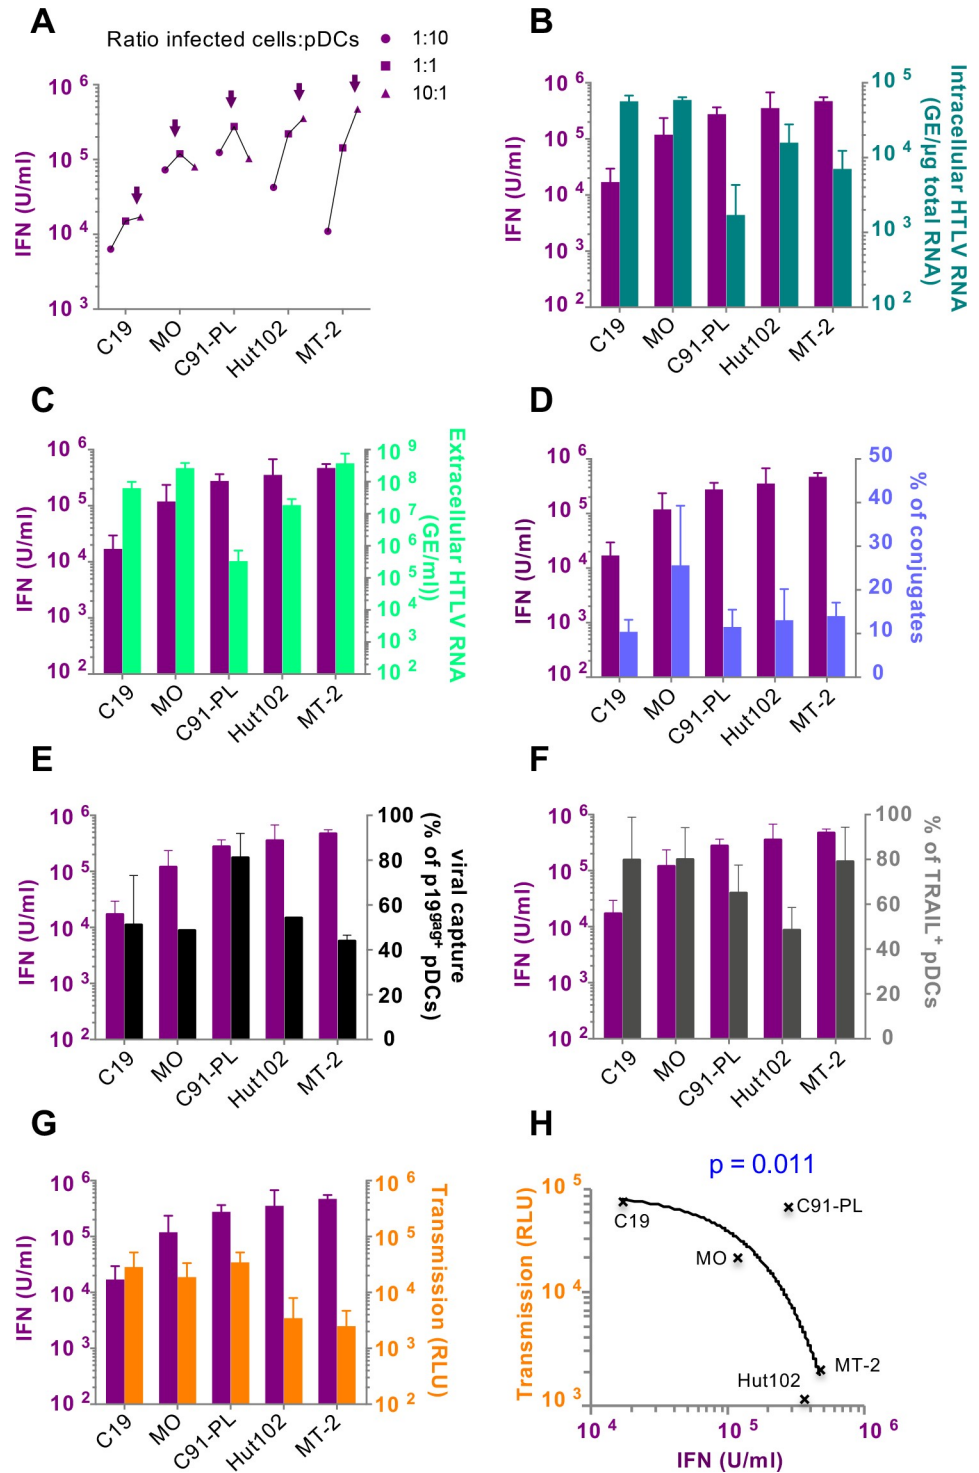 A
Ratio infected cells:pDCs
1:10
1:1
10:1
IFN (U/ml)
10 6
10 5
10 4
10 3
C19
MO
C91-PL
Hut102
MT-2
B
IFN (U/ml)
10 6
10 5
10 4
10 3
10 2
10 5
10 4
10 3
10 2
Intracellular HTLV RNA
(GE/µg total RNA)
C19
MO
C91-PL
Hut102
MT-2
C
IFN (U/ml)
10 6
10 5
10 4
10 3
10 2
10 9
10 8
10 7
10 6
10 5
10 4
10 3
10 2
Extracellular HTLV RNA
(GE/ml))
C19
MO
C91-PL
Hut102
MT-2
D
IFN (U/ml)
10 6
10 5
10 4
10 3
10 2
50
40
30
20
10
0
% of conjugates
C19
MO
C91-PL
Hut102
MT-2
E
IFN (U/ml)
10 6
10 5
10 4
10 3
10 2
100
80
60
40
20
0
viral capture
(% of p19gag+ pDCs)
C19
MO
C91-PL
Hut102
MT-2
F
IFN (U/ml)
10 6
10 5
10 4
10 3
10 2
100
80
60
40
20
0
% of TRAIL+ pDCs
C19
MO
C91-PL
Hut102
MT-2
G
IFN (U/ml)
10 6
10 5
10 4
10 3
10 2
10 6
10 5
10 4
10 3
10 2
Transmission (RLU)
C19
MO
C91-PL
Hut102
MT-2
H
p = 0.011
Transmission (RLU)
10 5
10 4
10 3
C19
C91-PL
MO
MT-2
Hut102
10 4
10 5
10 6
IFN (U/ml)